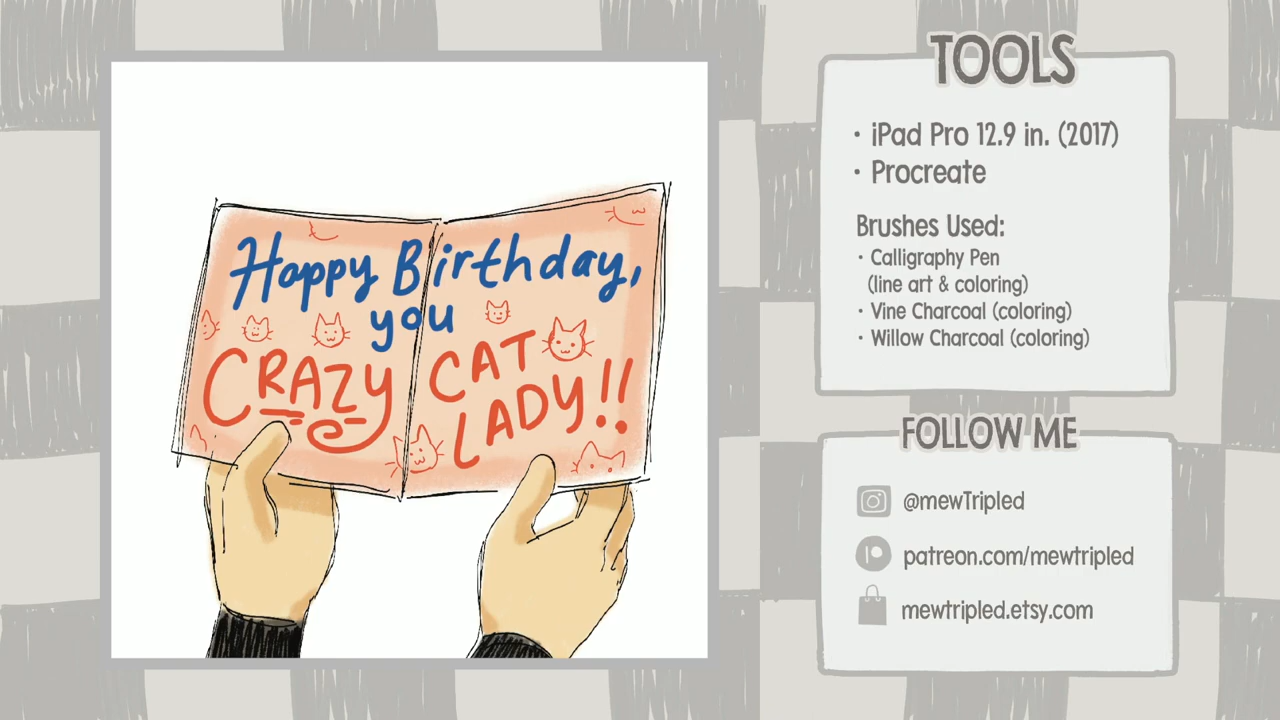 Happy Birthday,
you
CRAZY CAT
LADY!!
TOOLS
• iPad Pro 12.9 in. (2017)
• Procreate
Brushes Used:
• Calligraphy Pen
(line art & coloring)
• Vine Charcoal (coloring)
• Willow Charcoal (coloring)
FOLLOW ME
@mewTripled
patreon.com/mewtripled
mewtripled.etsy.com